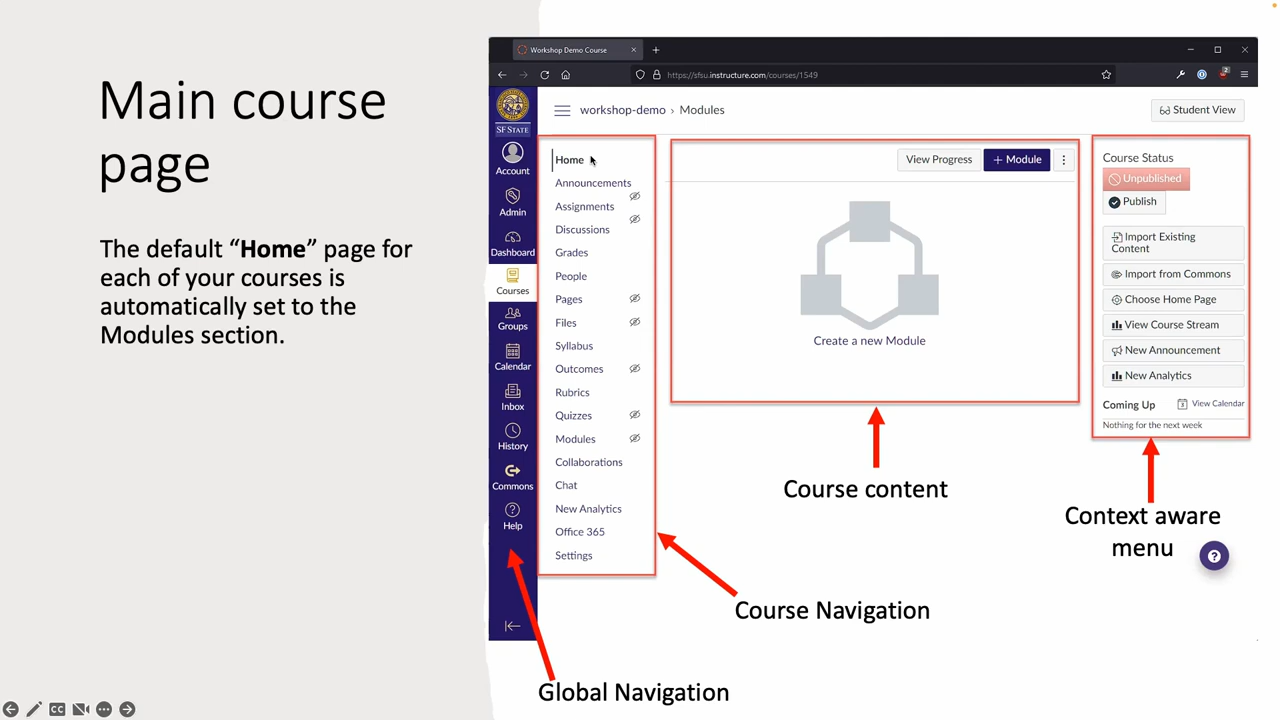 Main course
page
The default “Home” page for
each of your courses is
automatically set to the
Modules section.
Workshop Demo Course
https://sfsu.instructure.com/courses/1549
2
SF STATE
Account
Admin
Dashboard
Courses
Groups
Calendar
Inbox
History
Commons
Help
workshop-demo › Modules
Student View
Home
Announcements
Assignments
Discussions
Grades
People
Pages
Files
Syllabus
Outcomes
Rubrics
Quizzes
Modules
Collaborations
Chat
New Analytics
Office 365
Settings
View Progress
+ Module
Create a new Module
Course Status
Unpublished
Publish
Import Existing
Content
Import from Commons
Choose Home Page
View Course Stream
New Announcement
New Analytics
Coming Up
View Calendar
Nothing for the next week
Course content
Context aware
menu
?
Course Navigation
Global Navigation
CC